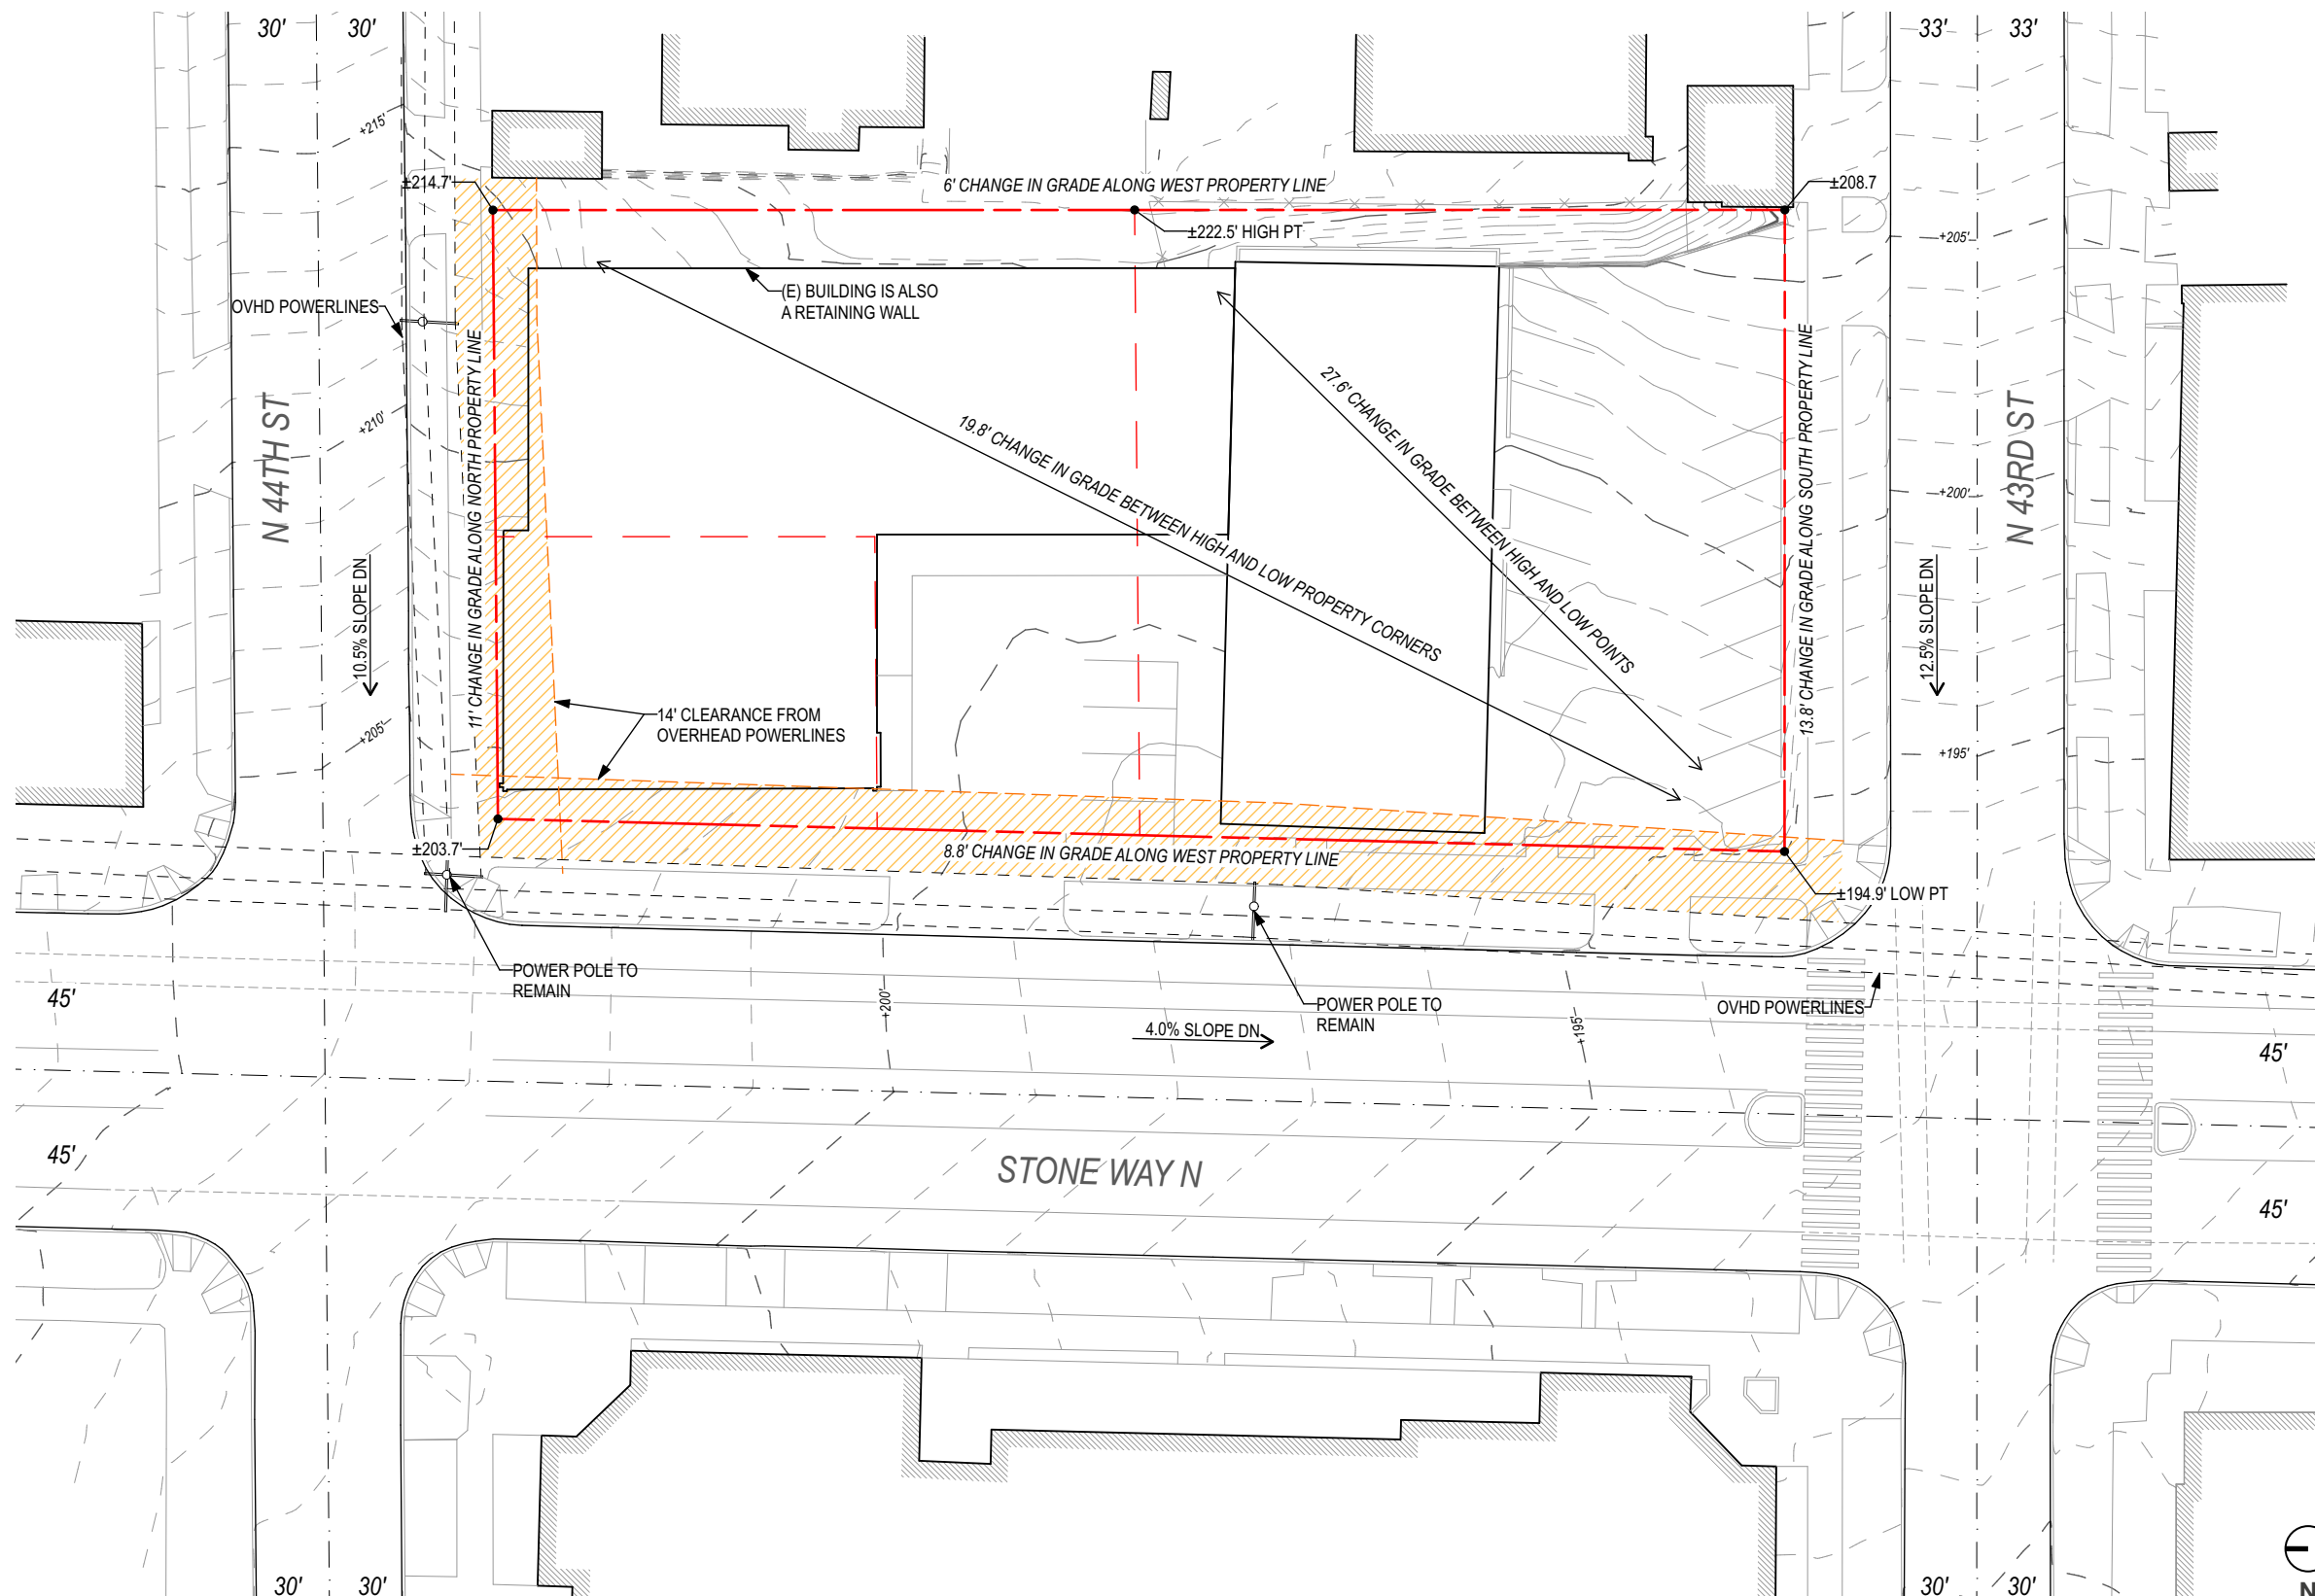 30'
30'
33'
33'
+215'
±214.7'
6' CHANGE IN GRADE ALONG WEST PROPERTY LINE
±208.7
±222.5' HIGH PT
+205'
(E) BUILDING IS ALSO
A RETAINING WALL
OVHD POWERLINES
11' CHANGE IN GRADE ALONG NORTH PROPERTY LINE
13.8' CHANGE IN GRADE ALONG SOUTH PROPERTY LINE
+210'
19.8' CHANGE IN GRADE BETWEEN HIGH AND LOW PROPERTY CORNERS
27.6' CHANGE IN GRADE BETWEEN HIGH AND LOW POINTS
N 44TH ST
N 43RD ST
+200'
10.5% SLOPE DN
12.5% SLOPE DN
+205'
14' CLEARANCE FROM
OVERHEAD POWERLINES
+195'
±203.7'
8.8' CHANGE IN GRADE ALONG WEST PROPERTY LINE
±194.9' LOW PT
POWER POLE TO
REMAIN
45'
+200'
POWER POLE TO
REMAIN
OVHD POWERLINES
4.0% SLOPE DN
+195'
45'
45'
STONE WAY N
45'
30'
30'
30'
30'
N